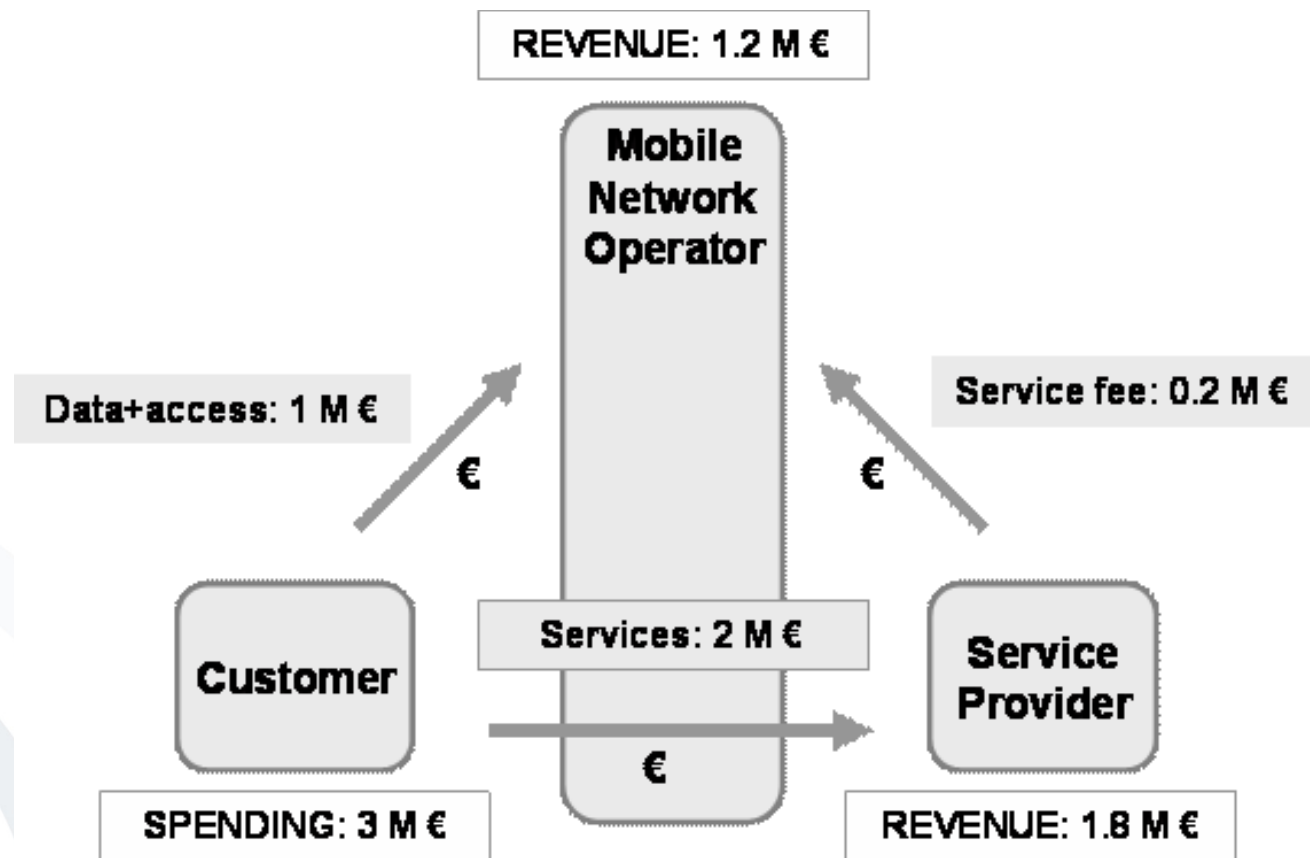 REVENUE: 1.2 M €
Mobile
Network
Operator
Data+access: 1 M €
Service fee: 0.2 M €
€
€
Services: 2 M €
Customer
Service
Provider
€
SPENDING: 3 M €
REVENUE: 1.8 M €